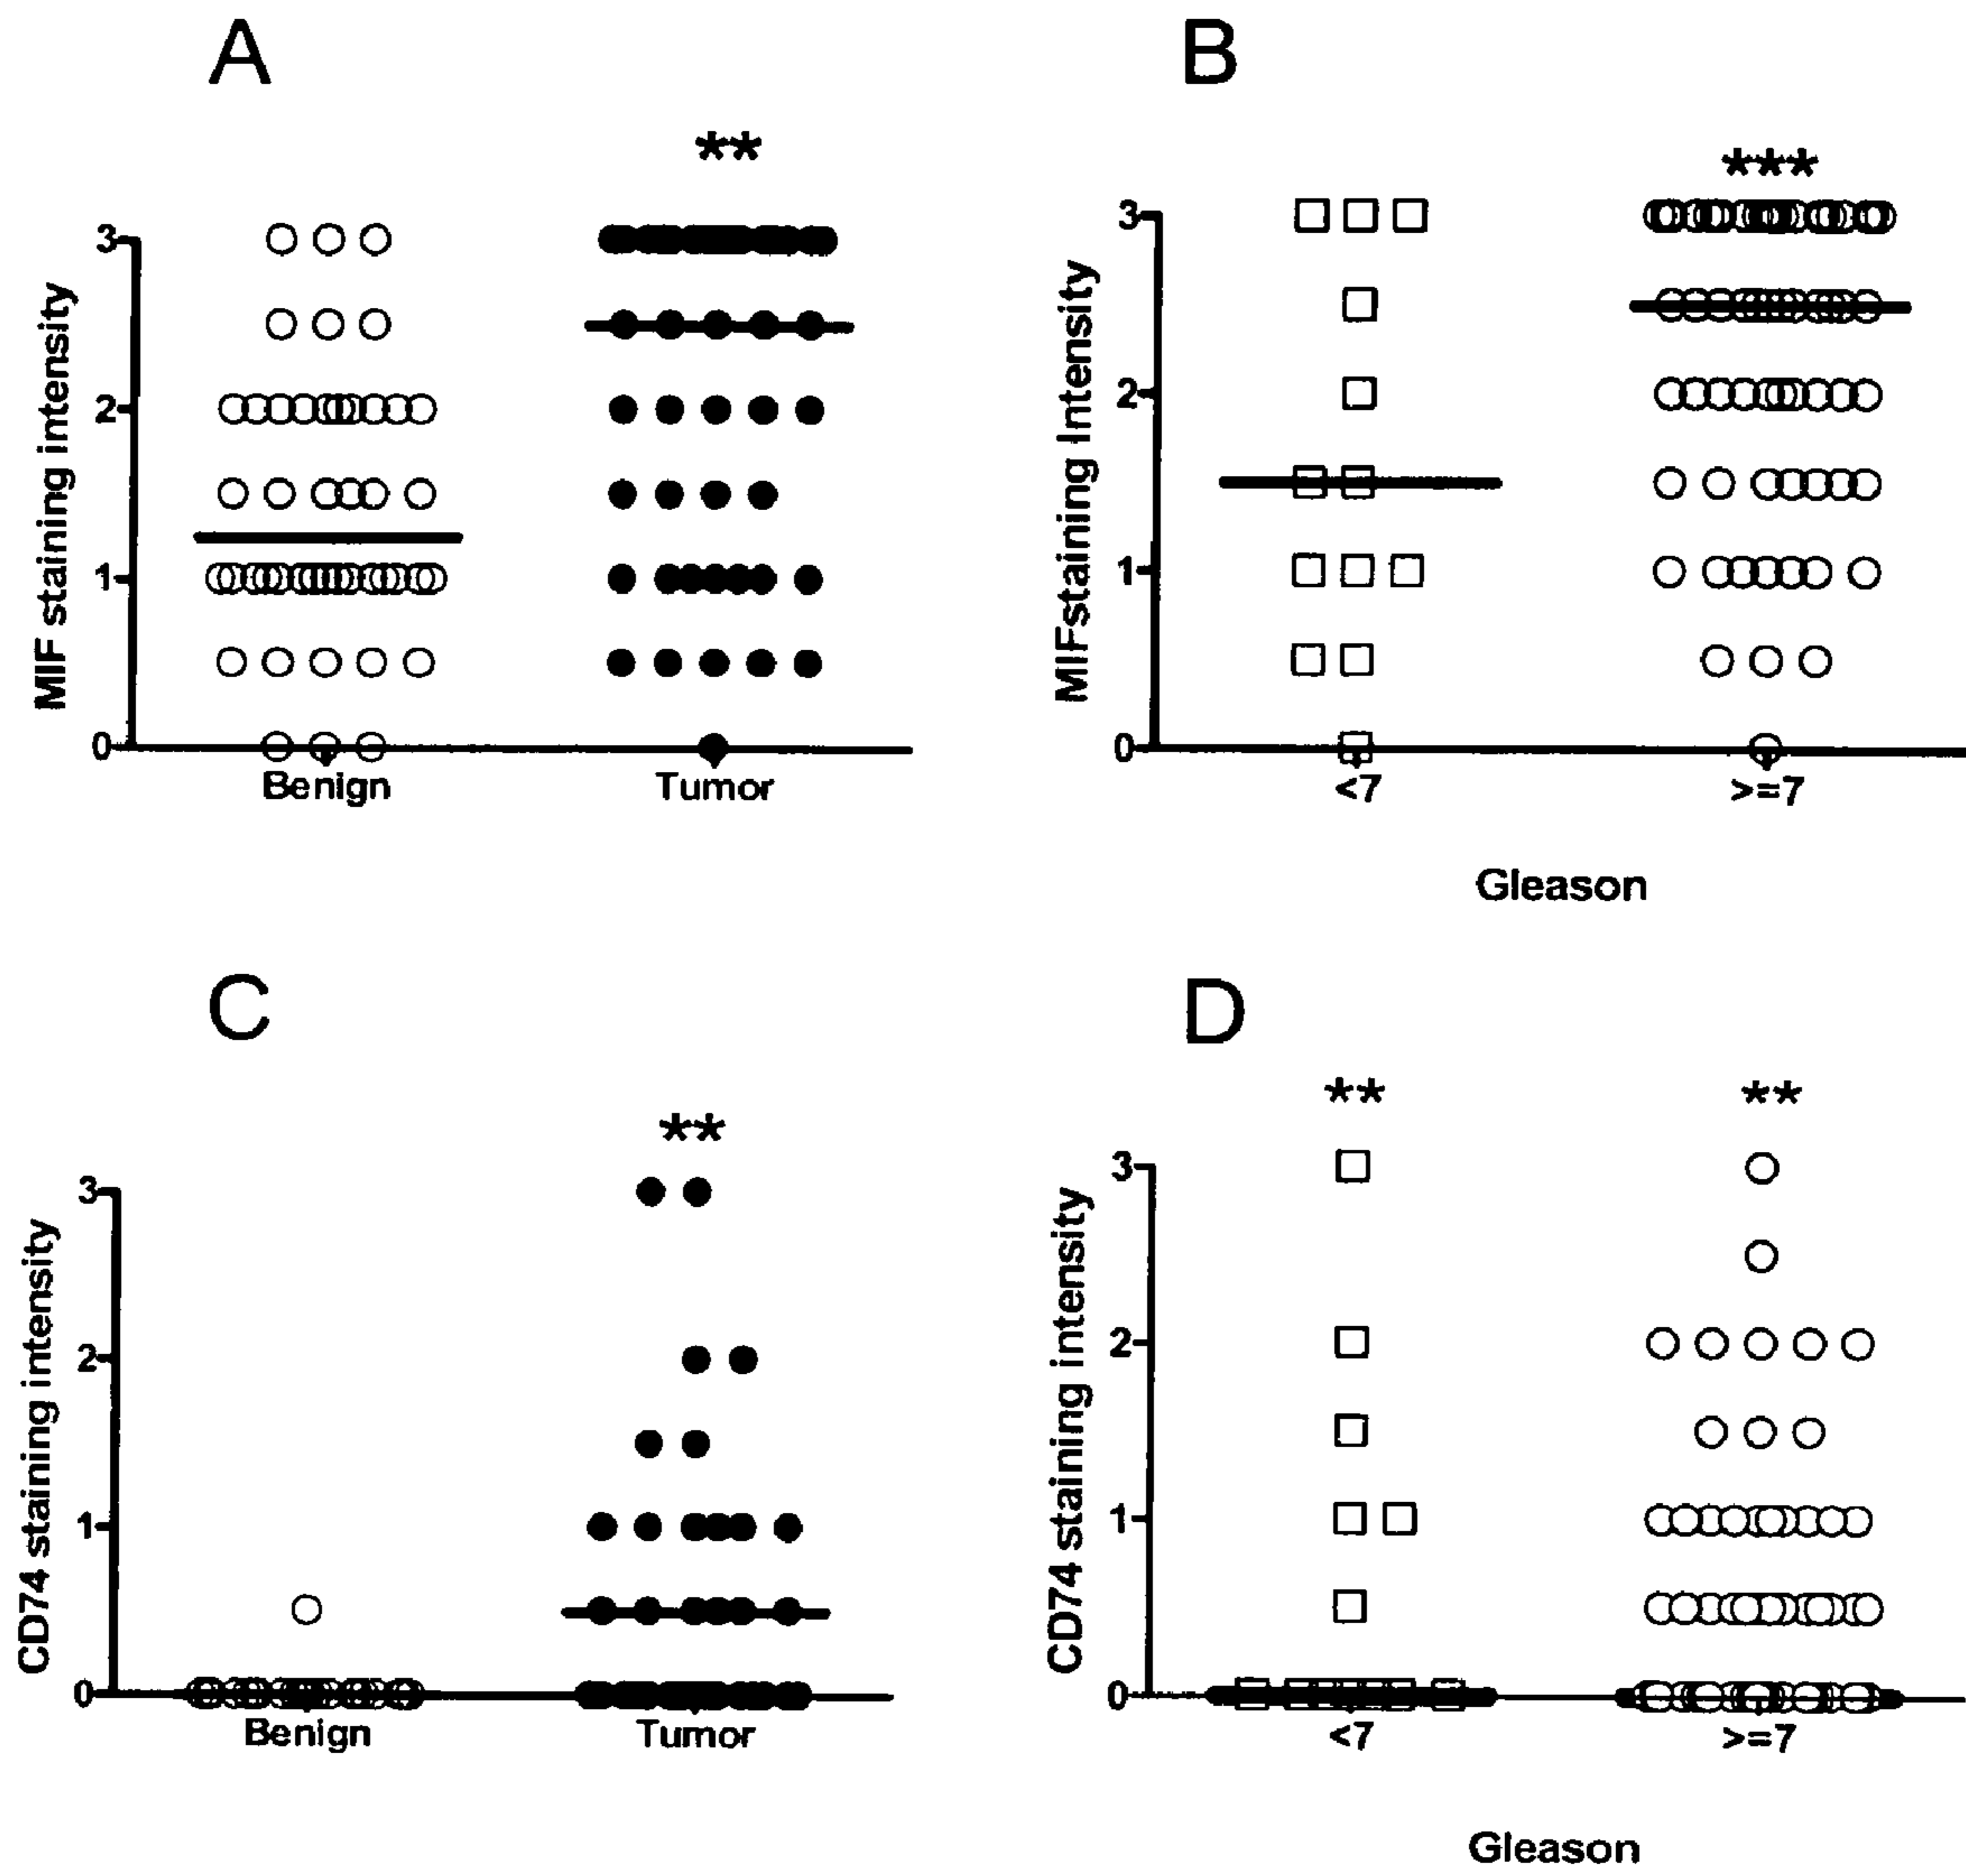 A
**
MIF staining intensity
3
2
1
0
Benign
Tumor
B
***
MIFstaining Intensity
3
2
1
0
<7
>=7
Gleason
C
**
CD74 staining intensity
3
2
1
0
Benign
Tumor
D
**
**
CD74 staining intensity
3
2
1
0
<7
>=7
Gleason